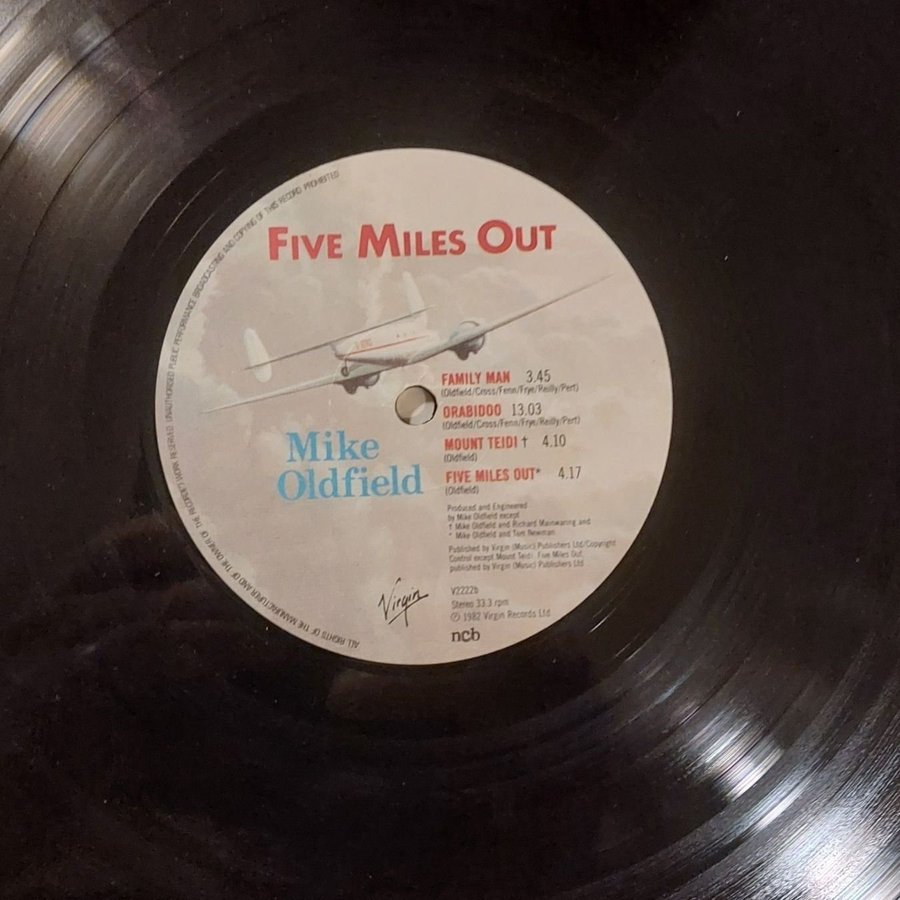 FIVE MILES OUT
FAMILY MAN 3.45
(Oldfield/Cross/Fenn/Frye/Reilly/Pert)
ORABIDOO 13.03
(Oldfield/Cross/Fenn/Frye/Reilly/Pert)
MOUNT TEIDI † 4.10
(Oldfield)
FIVE MILES OUT* 4.17
(Oldfield)
Mike
Oldfield
Produced and Engineered
by Mike Oldfield except
† Mike Oldfield and Richard Mainwaring and
* Mike Oldfield and Tom Newman
Published by Virgin (Music) Publishers Ltd/Copyright
Control except Mount Teidi, Five Miles Out,
published by Virgin (Music) Publishers Ltd
Virgin
V2222b
Stereo 33.3 rpm
℗ 1982 Virgin Records Ltd
ncb
ALL RIGHTS OF THE MANUFACTURER AND OF THE OWNER OF THE RECORDED WORK RESERVED. UNAUTHORISED PUBLIC PERFORMANCE BROADCASTING AND COPYING OF THIS RECORD PROHIBITED